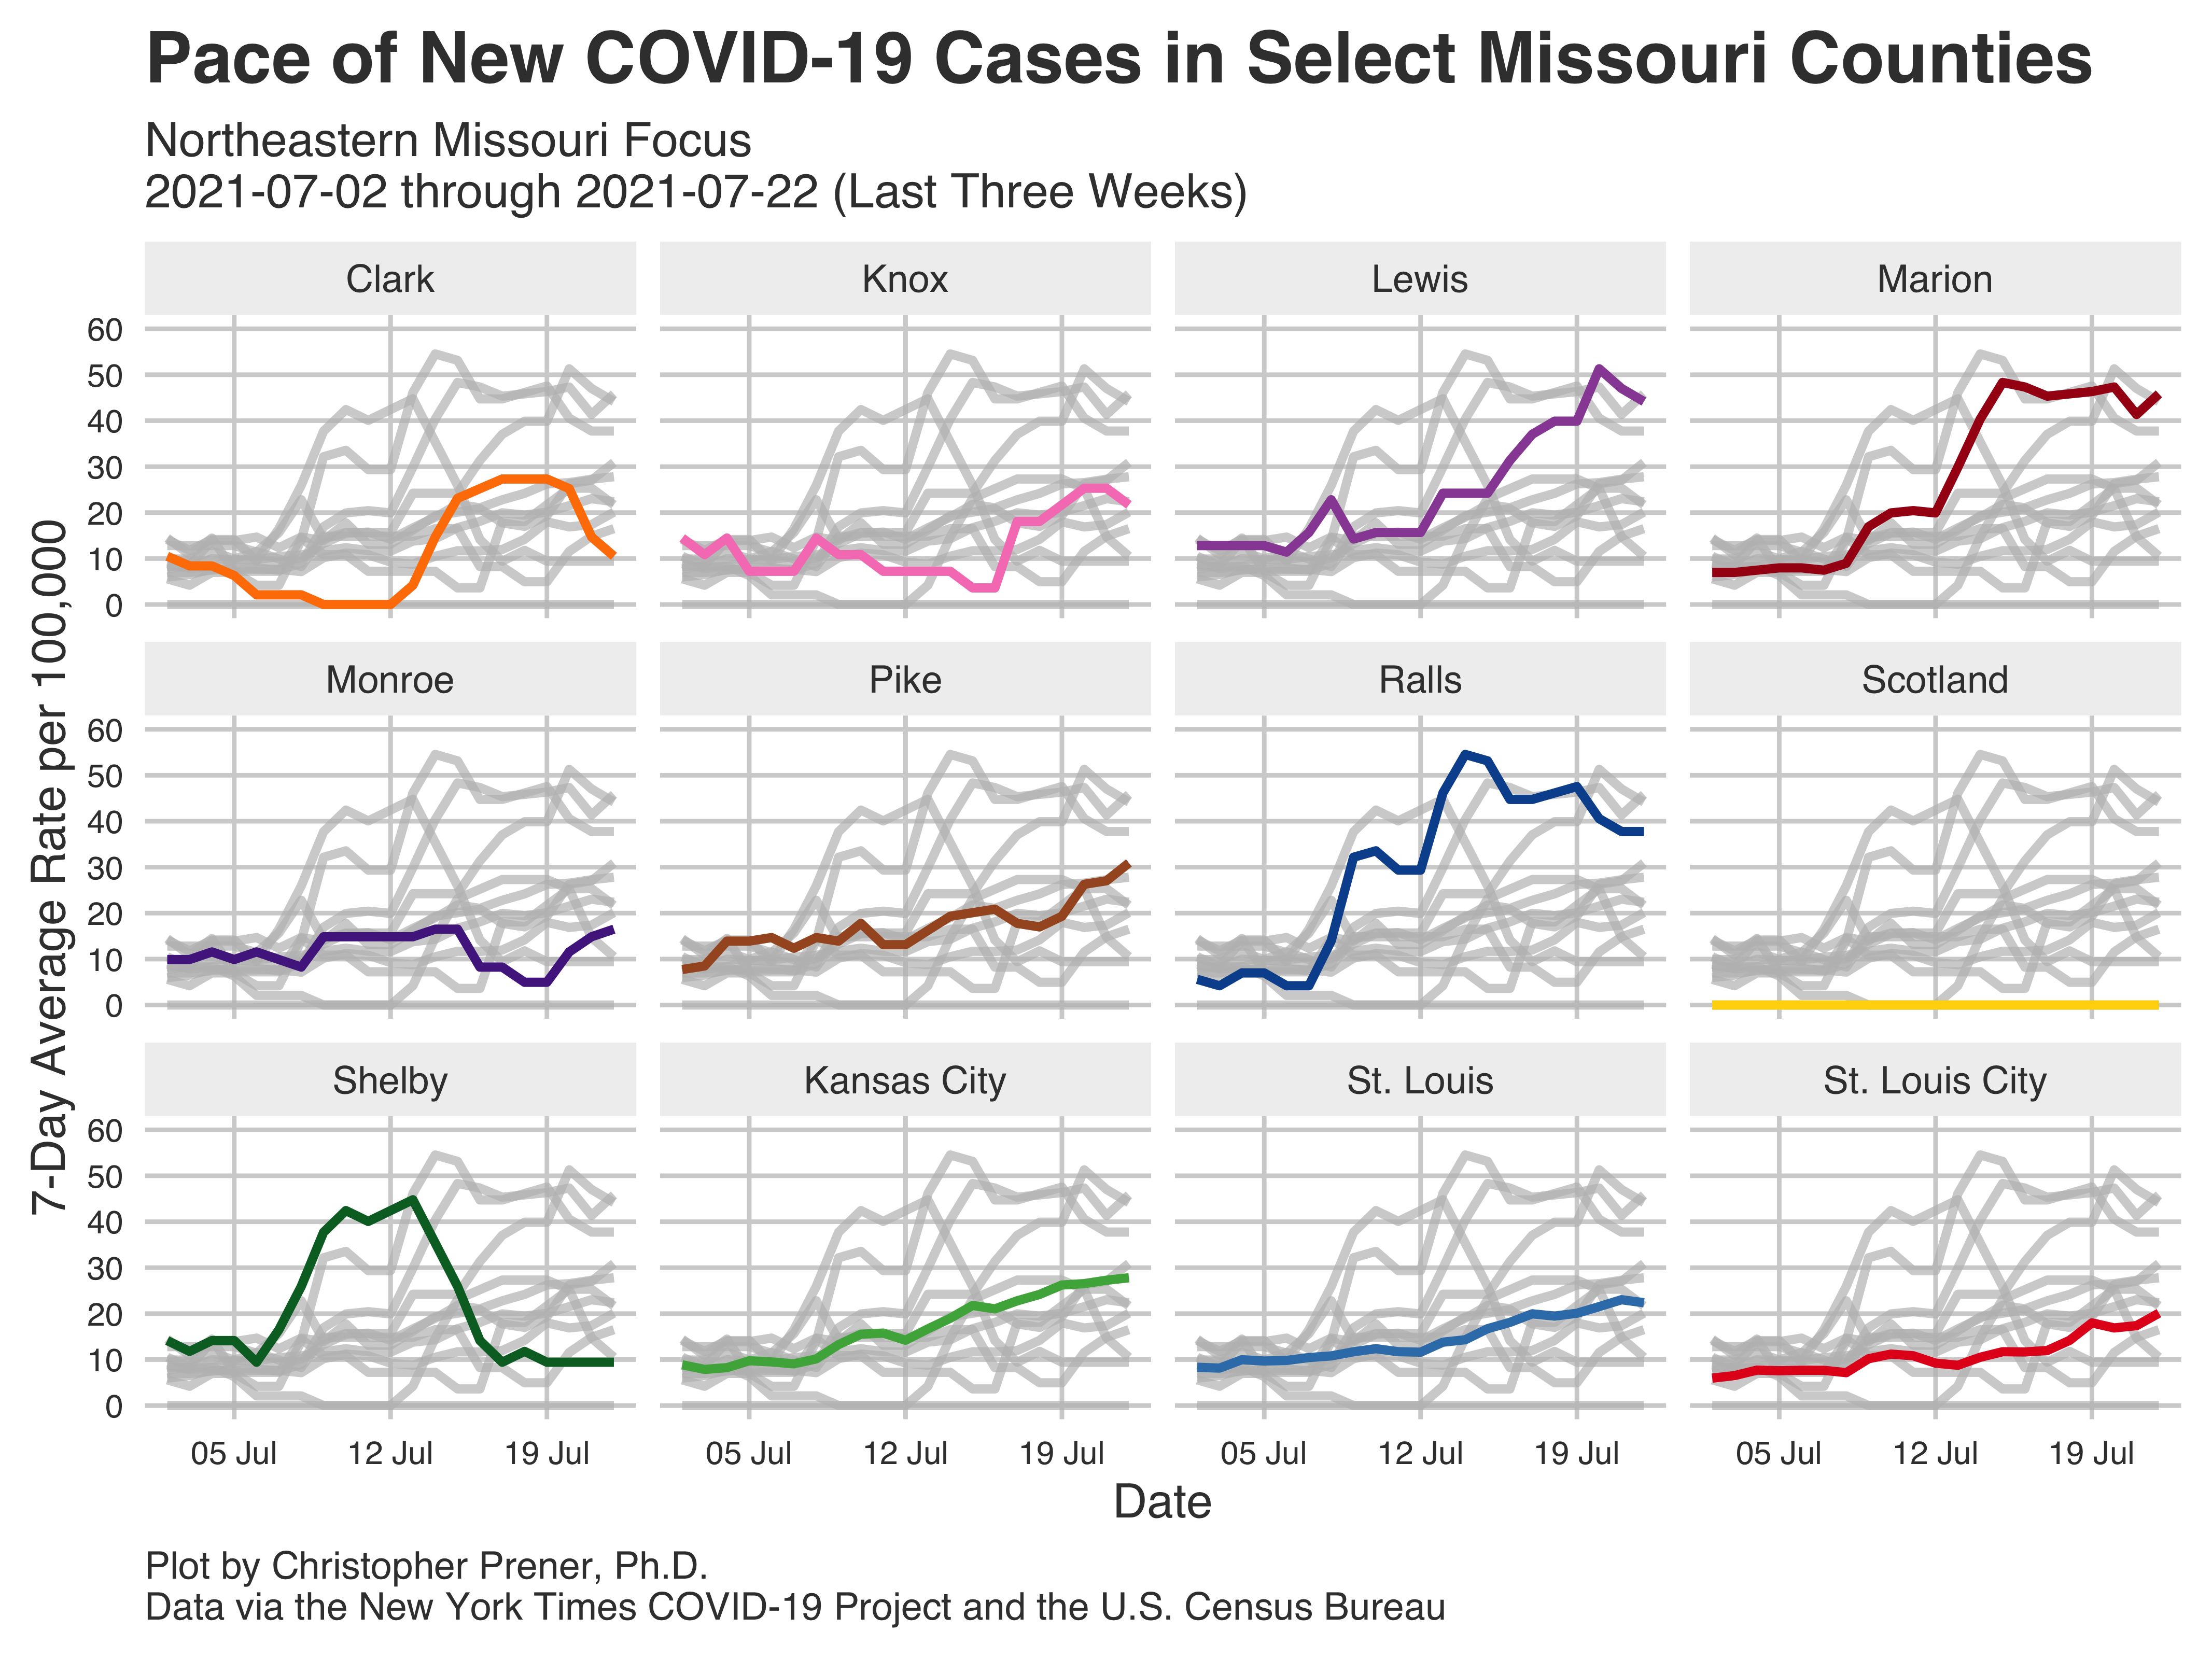 Pace of New COVID-19 Cases in Select Missouri Counties
Northeastern Missouri Focus
2021-07-02 through 2021-07-22 (Last Three Weeks)
7-Day Average Rate per 100,000
Clark
Knox
Lewis
Marion
60
50
40
30
20
10
0
Monroe
Pike
Ralls
Scotland
60
50
40
30
20
10
0
Shelby
Kansas City
St. Louis
St. Louis City
60
50
40
30
20
10
0
05 Jul 12 Jul 19 Jul
05 Jul 12 Jul 19 Jul
05 Jul 12 Jul 19 Jul
05 Jul 12 Jul 19 Jul
Date
Plot by Christopher Prener, Ph.D.
Data via the New York Times COVID-19 Project and the U.S. Census Bureau